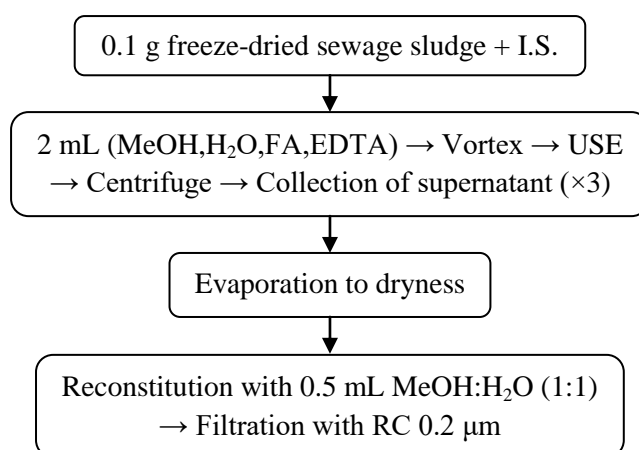 0.1 g freeze-dried sewage sludge + I.S.
2 mL (MeOH,H₂O,FA,EDTA) → Vortex → USE
→ Centrifuge → Collection of supernatant (×3)
Evaporation to dryness
Reconstitution with 0.5 mL MeOH:H₂O (1:1)
→ Filtration with RC 0.2 μm